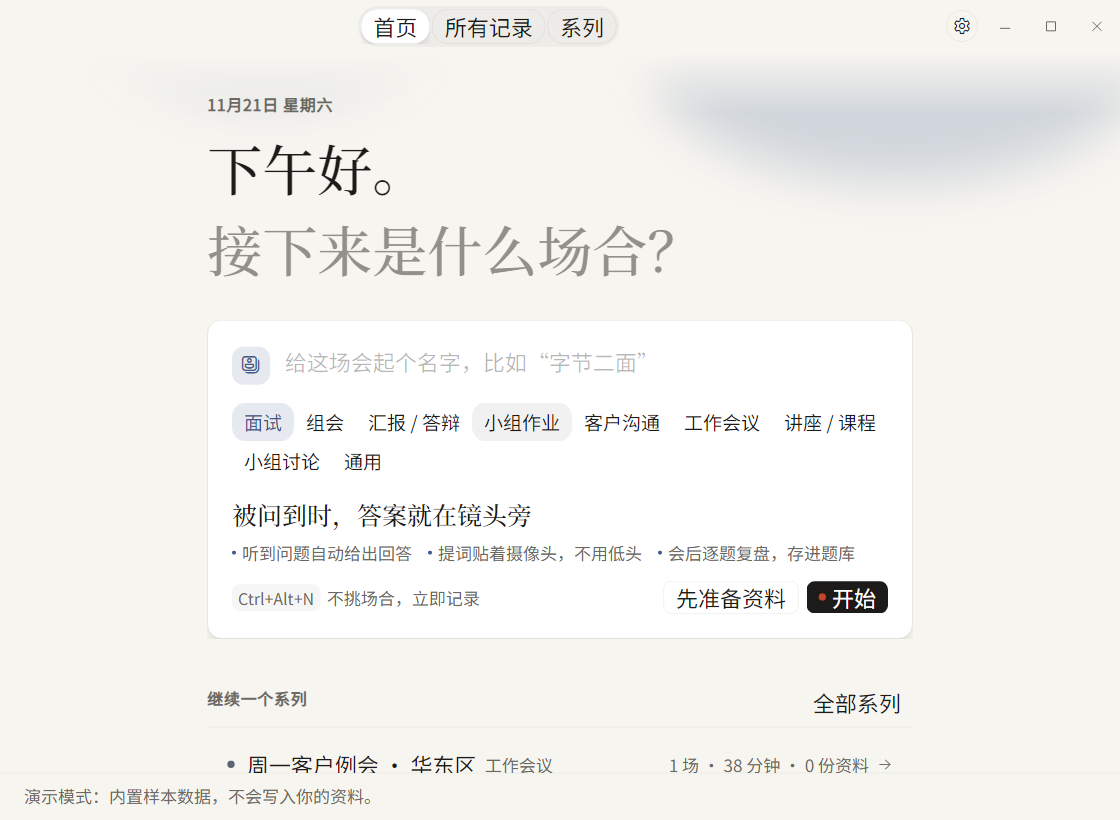 首页 所有记录 系列
11月21日 星期六
下午好。
接下来是什么场合？
给这场会起个名字，比如“字节二面”
面试 组会 汇报 / 答辩 小组作业 客户沟通 工作会议 讲座 / 课程
小组讨论 通用
被问到时，答案就在镜头旁
• 听到问题自动给出回答 • 提词贴着摄像头，不用低头 • 会后逐题复盘，存进题库
Ctrl+Alt+N 不挑场合，立即记录 先准备资料 开始
继续一个系列 全部系列
周一客户例会 · 华东区 工作会议 1 场 · 38 分钟 · 0 份资料 →
演示模式：内置样本数据，不会写入你的资料。